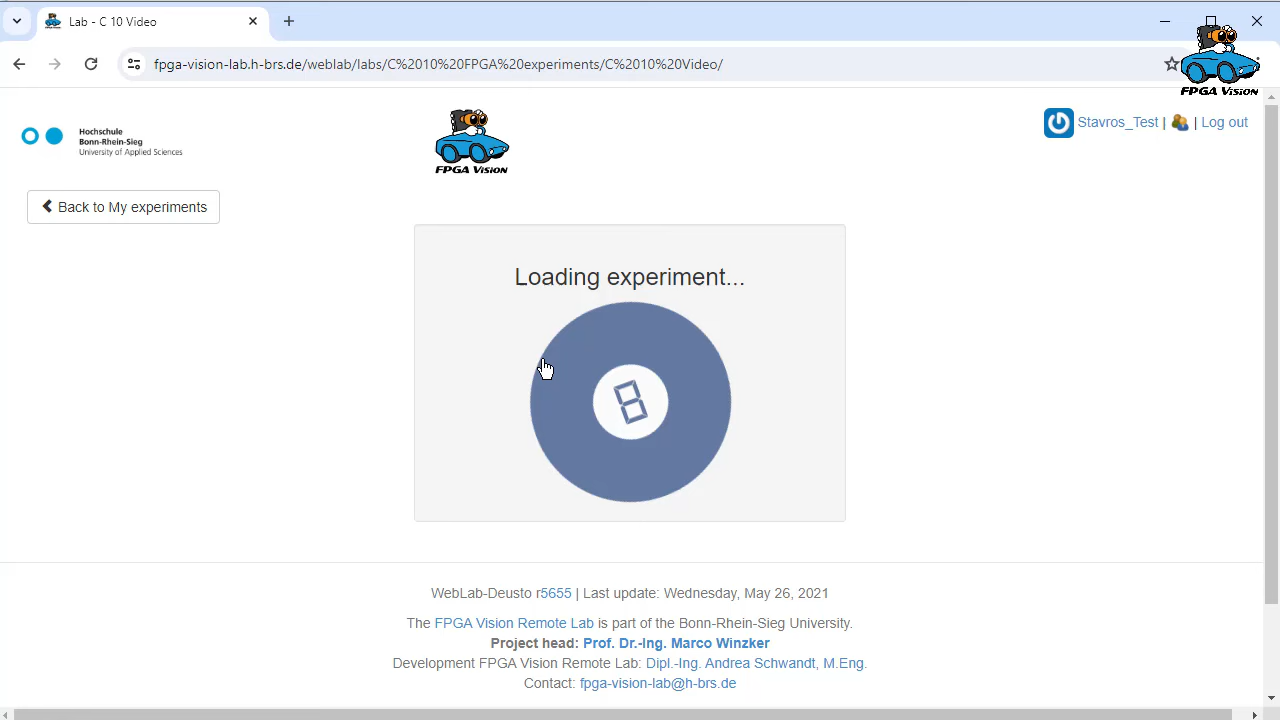 Lab - C 10 Video
fpga-vision-lab.h-brs.de/weblab/labs/C%2010%20FPGA%20experiments/C%2010%20Video/
FPGA VISION
Hochschule
Bonn-Rhein-Sieg
University of Applied Sciences
FPGA VISION
Stavros_Test | | Log out
Back to My experiments
Loading experiment...
8
WebLab-Deusto r5655 | Last update: Wednesday, May 26, 2021
The FPGA Vision Remote Lab is part of the Bonn-Rhein-Sieg University.
Project head: Prof. Dr.-Ing. Marco Winzker
Development FPGA Vision Remote Lab: Dipl.-Ing. Andrea Schwandt, M.Eng.
Contact: fpga-vision-lab@h-brs.de